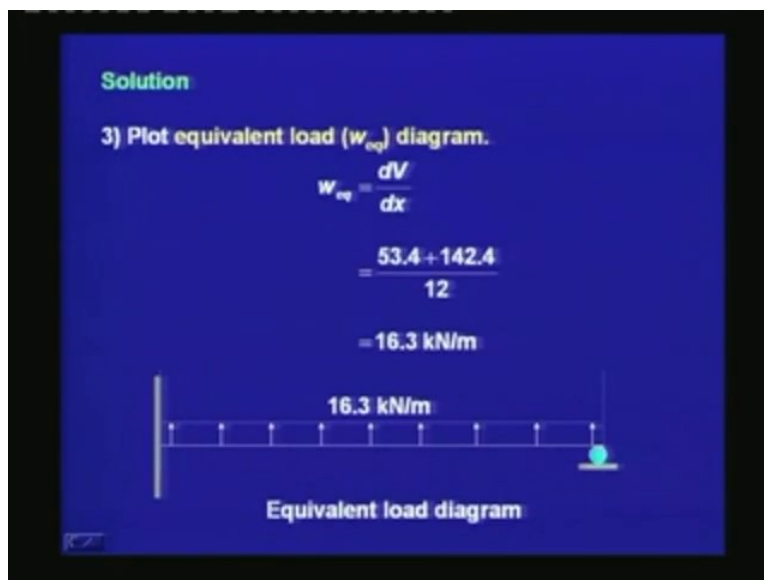 Solution
3) Plot equivalent load (w_eq) diagram.
w_eq = dV/dx
= 53.4+142.4/12
=16.3 kN/m
16.3 kN/m
Equivalent load diagram